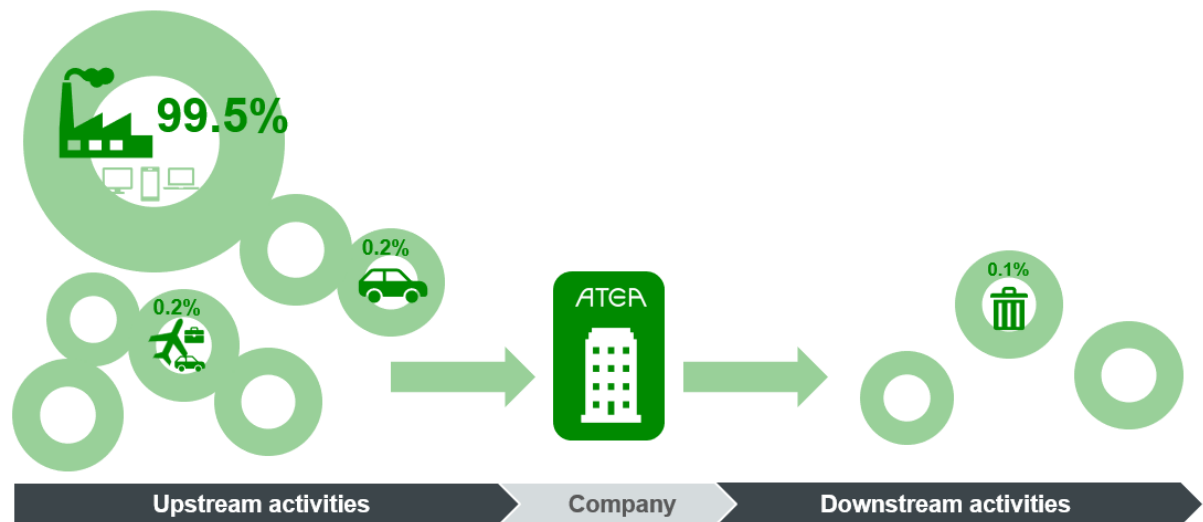 99.5%
0.2%
0.2%
ATEA
0.1%
Upstream activities
Company
Downstream activities